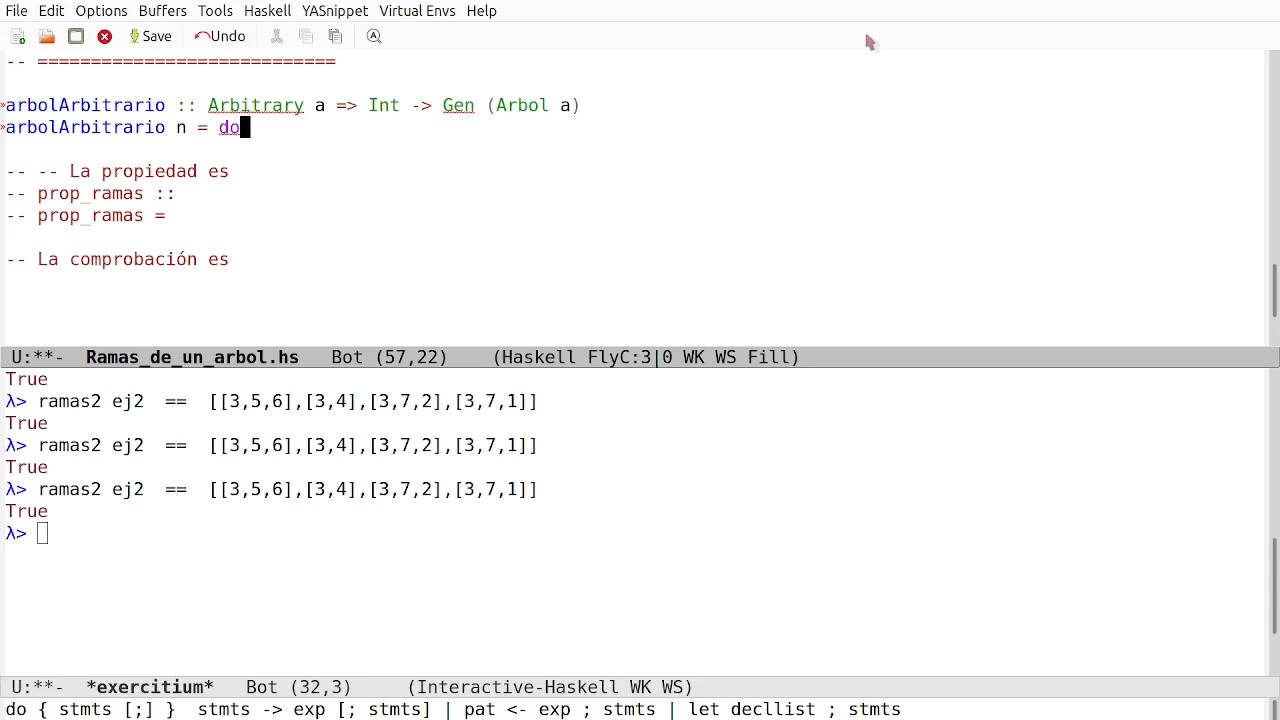 File Edit Options Buffers Tools Haskell YASnippet Virtual Envs Help
Save Undo
-- ============================
arbolArbitrario :: Arbitrary a => Int -> Gen (Arbol a)
arbolArbitrario n = do
-- -- La propiedad es
-- prop_ramas ::
-- prop_ramas =
-- La comprobación es
U:**-  Ramas_de_un_arbol.hs   Bot (57,22)    (Haskell FlyC:3|0 WK WS Fill)
True
λ> ramas2 ej2  ==  [[3,5,6],[3,4],[3,7,2],[3,7,1]]
True
λ> ramas2 ej2  ==  [[3,5,6],[3,4],[3,7,2],[3,7,1]]
True
λ> ramas2 ej2  ==  [[3,5,6],[3,4],[3,7,2],[3,7,1]]
True
λ>
U:**-  *exercitium*   Bot (32,3)     (Interactive-Haskell WK WS)
do { stmts [;] }  stmts -> exp [; stmts] | pat <- exp ; stmts | let decllist ; stmts